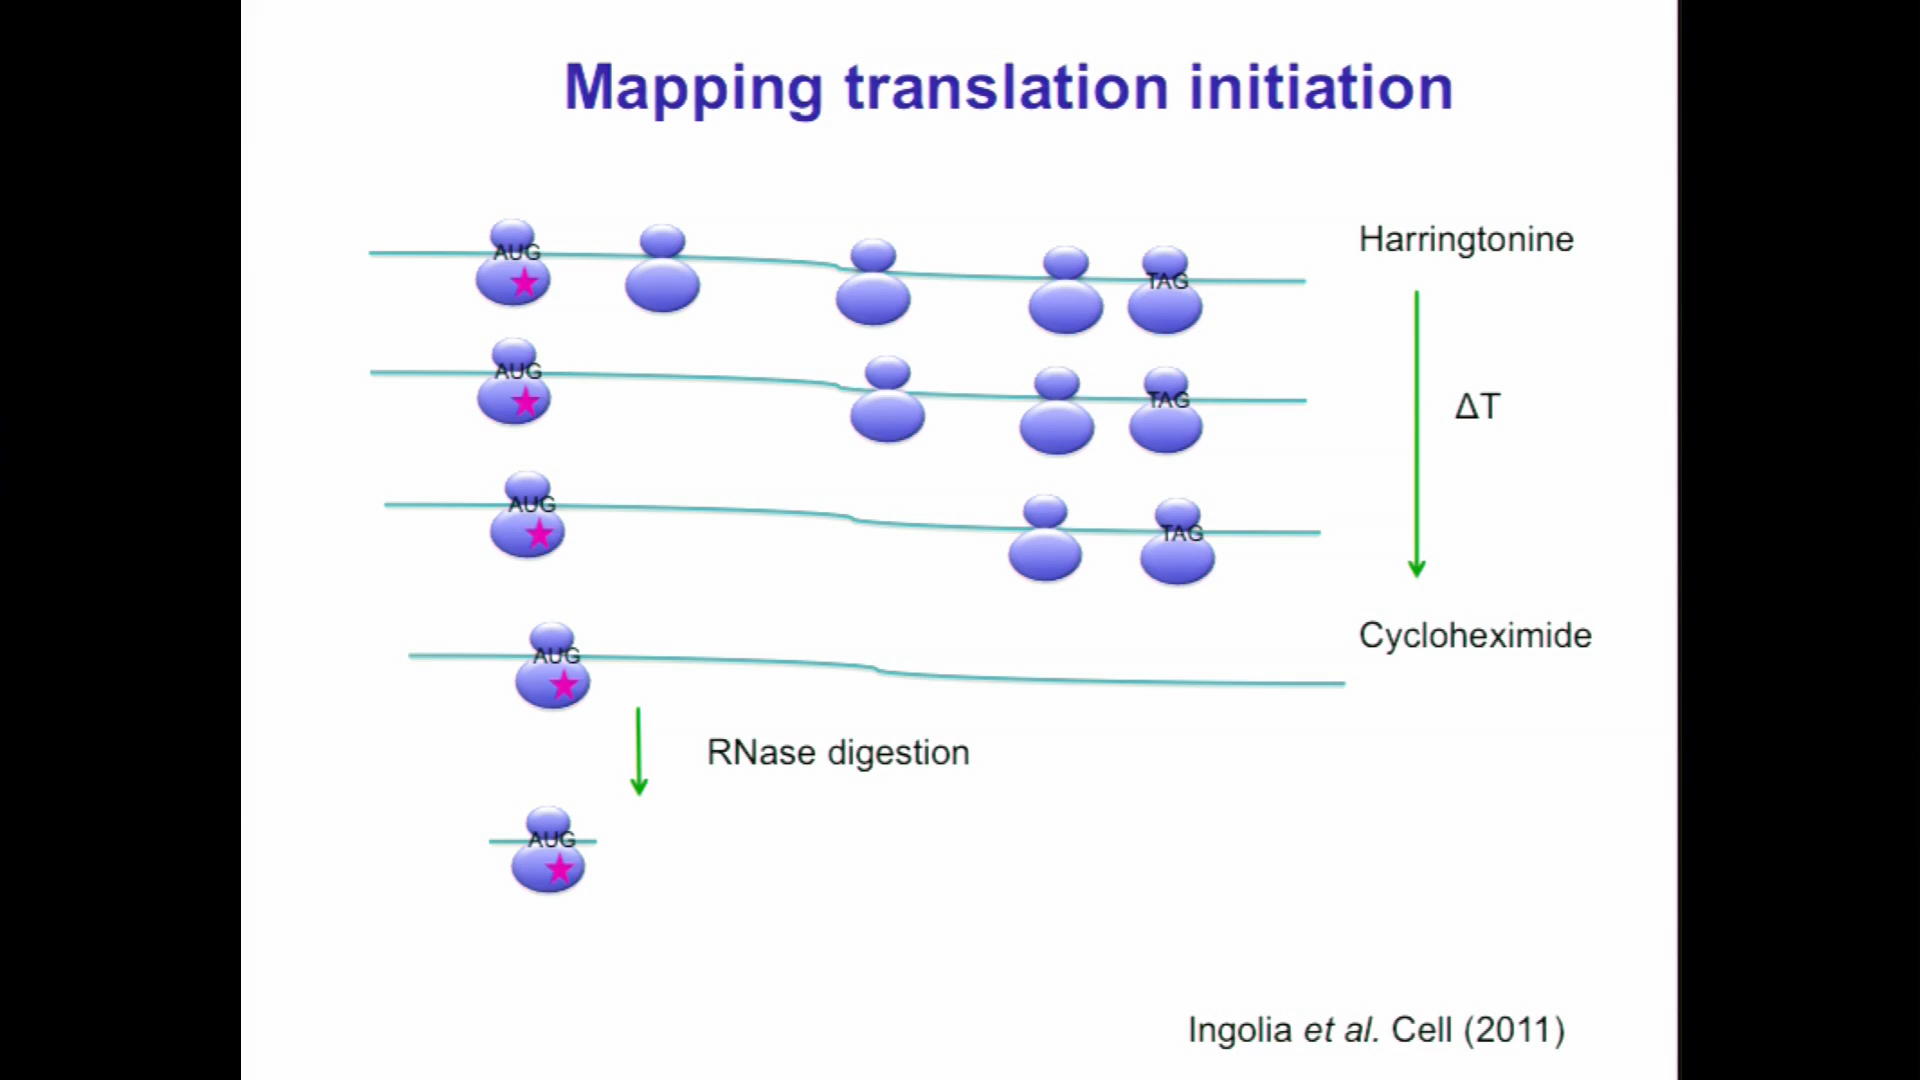 Mapping translation initiation
Harringtonine
AUG
TAG
ΔT
AUG
TAG
AUG
TAG
Cycloheximide
AUG
RNase digestion
AUG
Ingolia et al. Cell (2011)